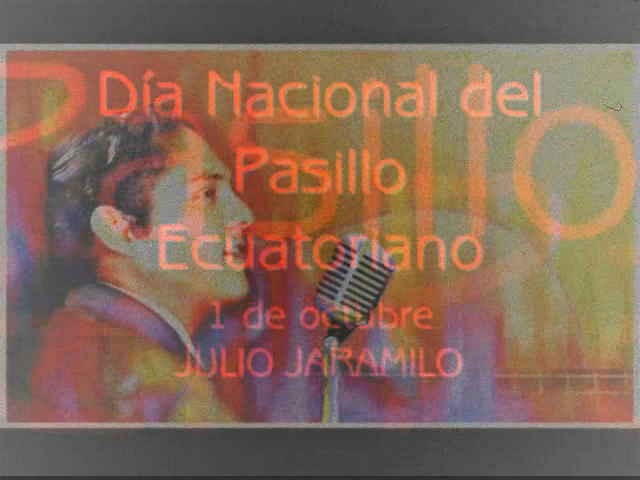 Día Nacional del
Pasillo
Ecuatoriano
1 de octubre
JULIO JARAMILO